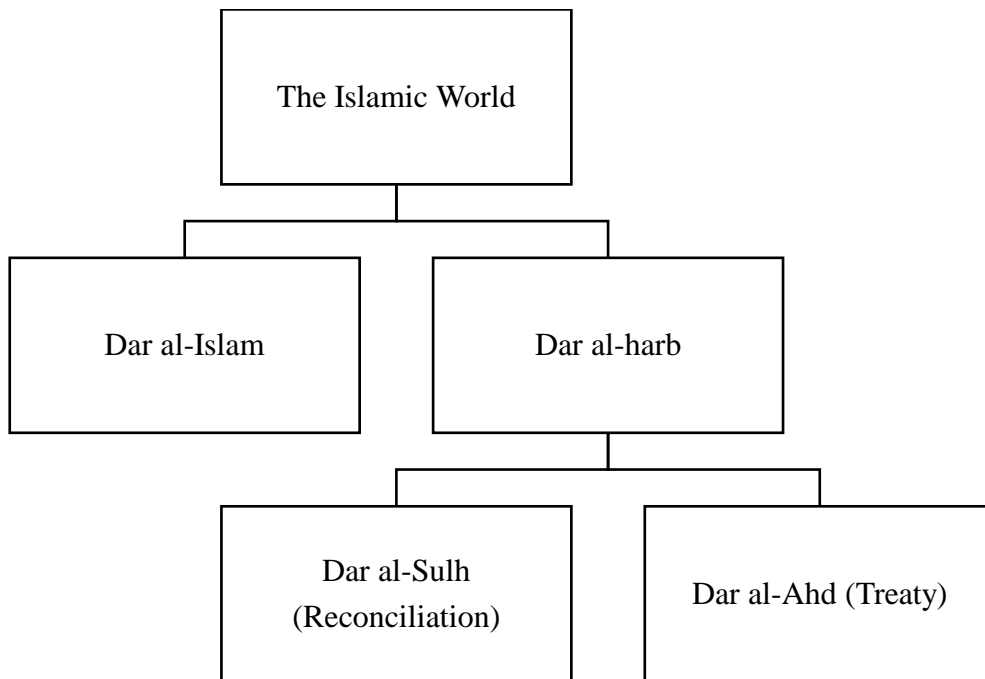 The Islamic World
Dar al-Islam
Dar al-harb
Dar al-Sulh
(Reconciliation)
Dar al-Ahd (Treaty)